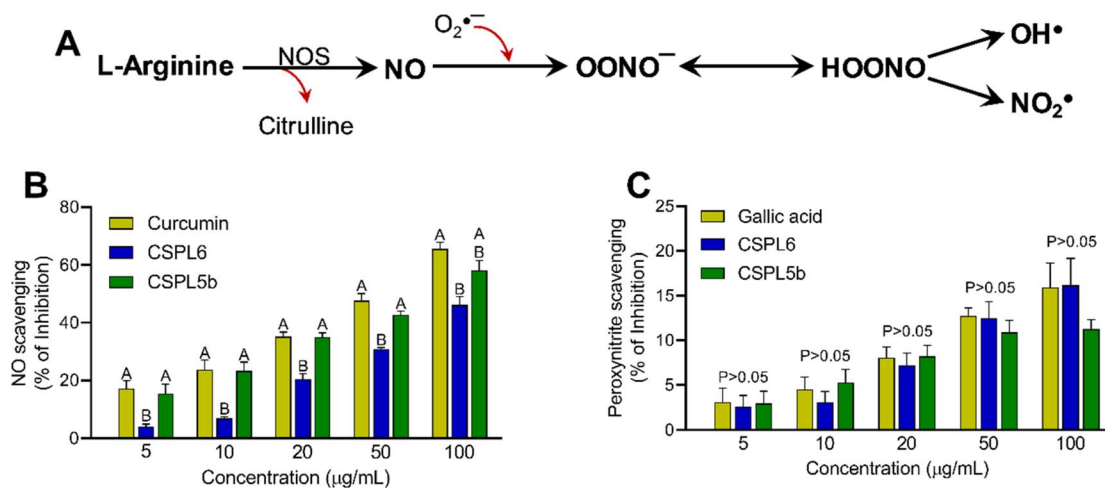 A
L-Arginine NOS NO O₂•− OONO− HOONO OH•
Citrulline NO₂•
B
NO scavenging
(% of Inhibition)
80
60
40
20
0
Curcumin
CSPL6
CSPL5b
A B A
A B A
A B A
A B A
A B A B
5 10 20 50 100
Concentration (µg/mL)
C
Peroxynitrite scavenging
(% of Inhibition)
25
20
15
10
5
0
Gallic acid
CSPL6
CSPL5b
P>0.05
P>0.05
P>0.05
P>0.05
P>0.05
5 10 20 50 100
Concentration (µg/mL)